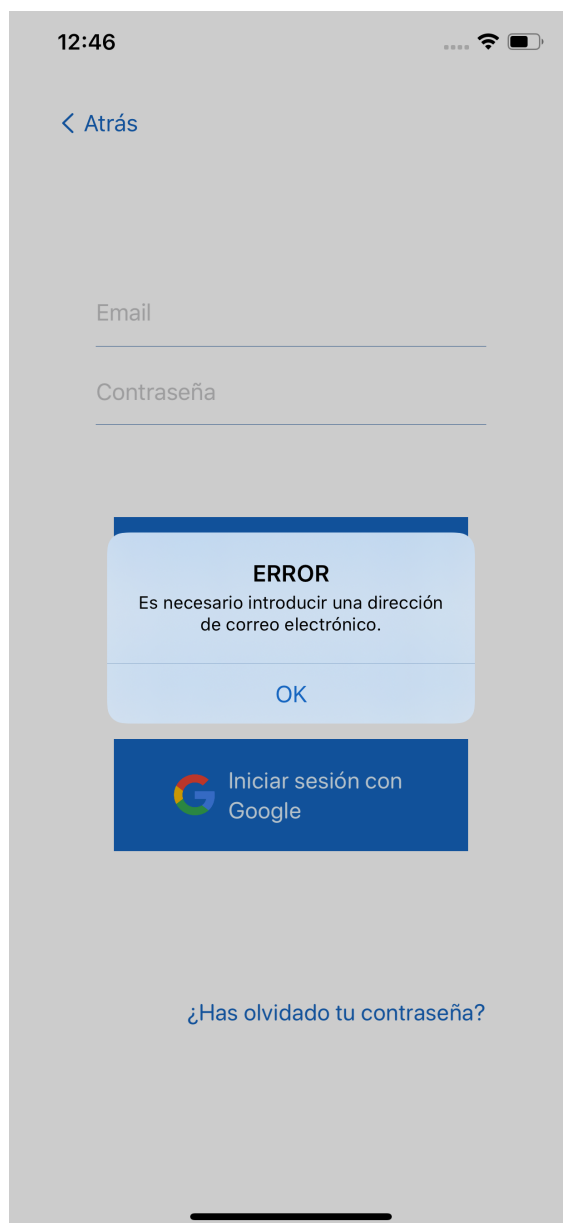 12:46
Atrás
Email
Contraseña
ERROR
Es necesario introducir una dirección
de correo electrónico.
OK
Iniciar sesión con
Google
¿Has olvidado tu contraseña?